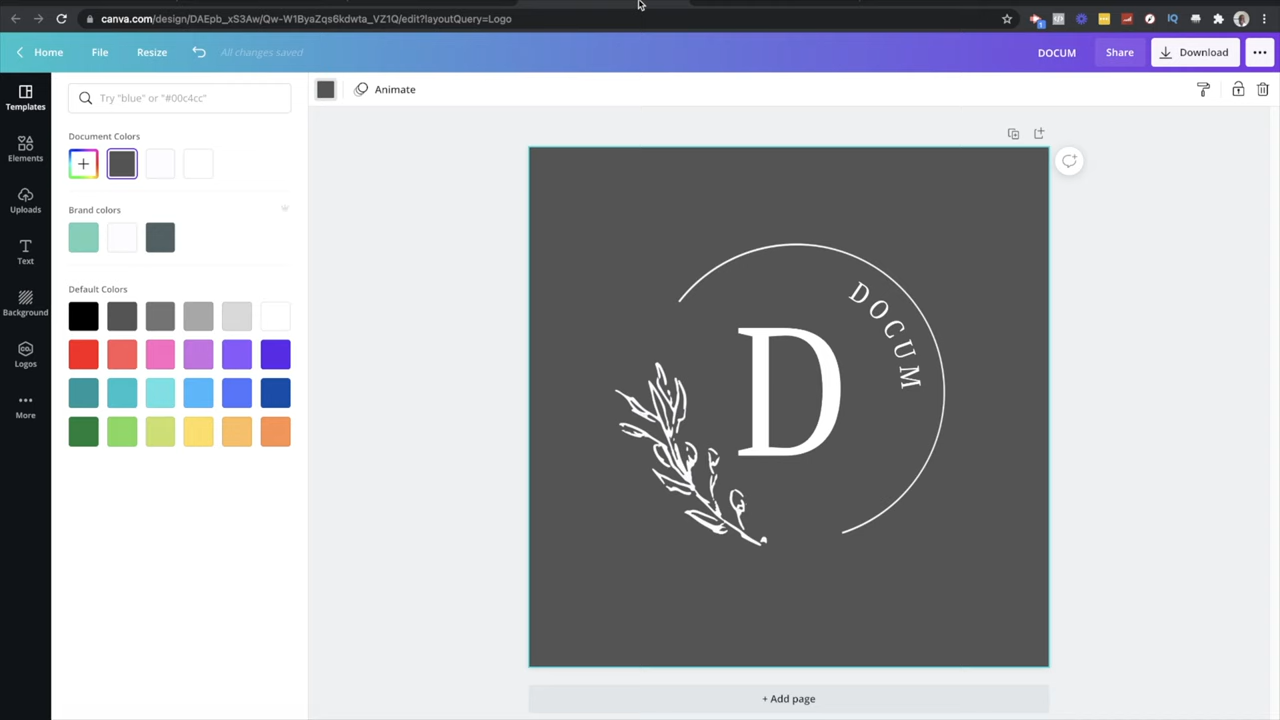 canva.com/design/DAEpb_xS3Aw/Qw-W1ByaZqs6kdwta_VZ1Q/edit?layoutQuery=Logo
Home File Resize All changes saved DOCUM Share Download
Templates
Elements
Uploads
Text
Background
Logos
More
Try "blue" or "#00c4cc"
Document Colors
Brand colors
Default Colors
Animate
DOCUM
D
+ Add page